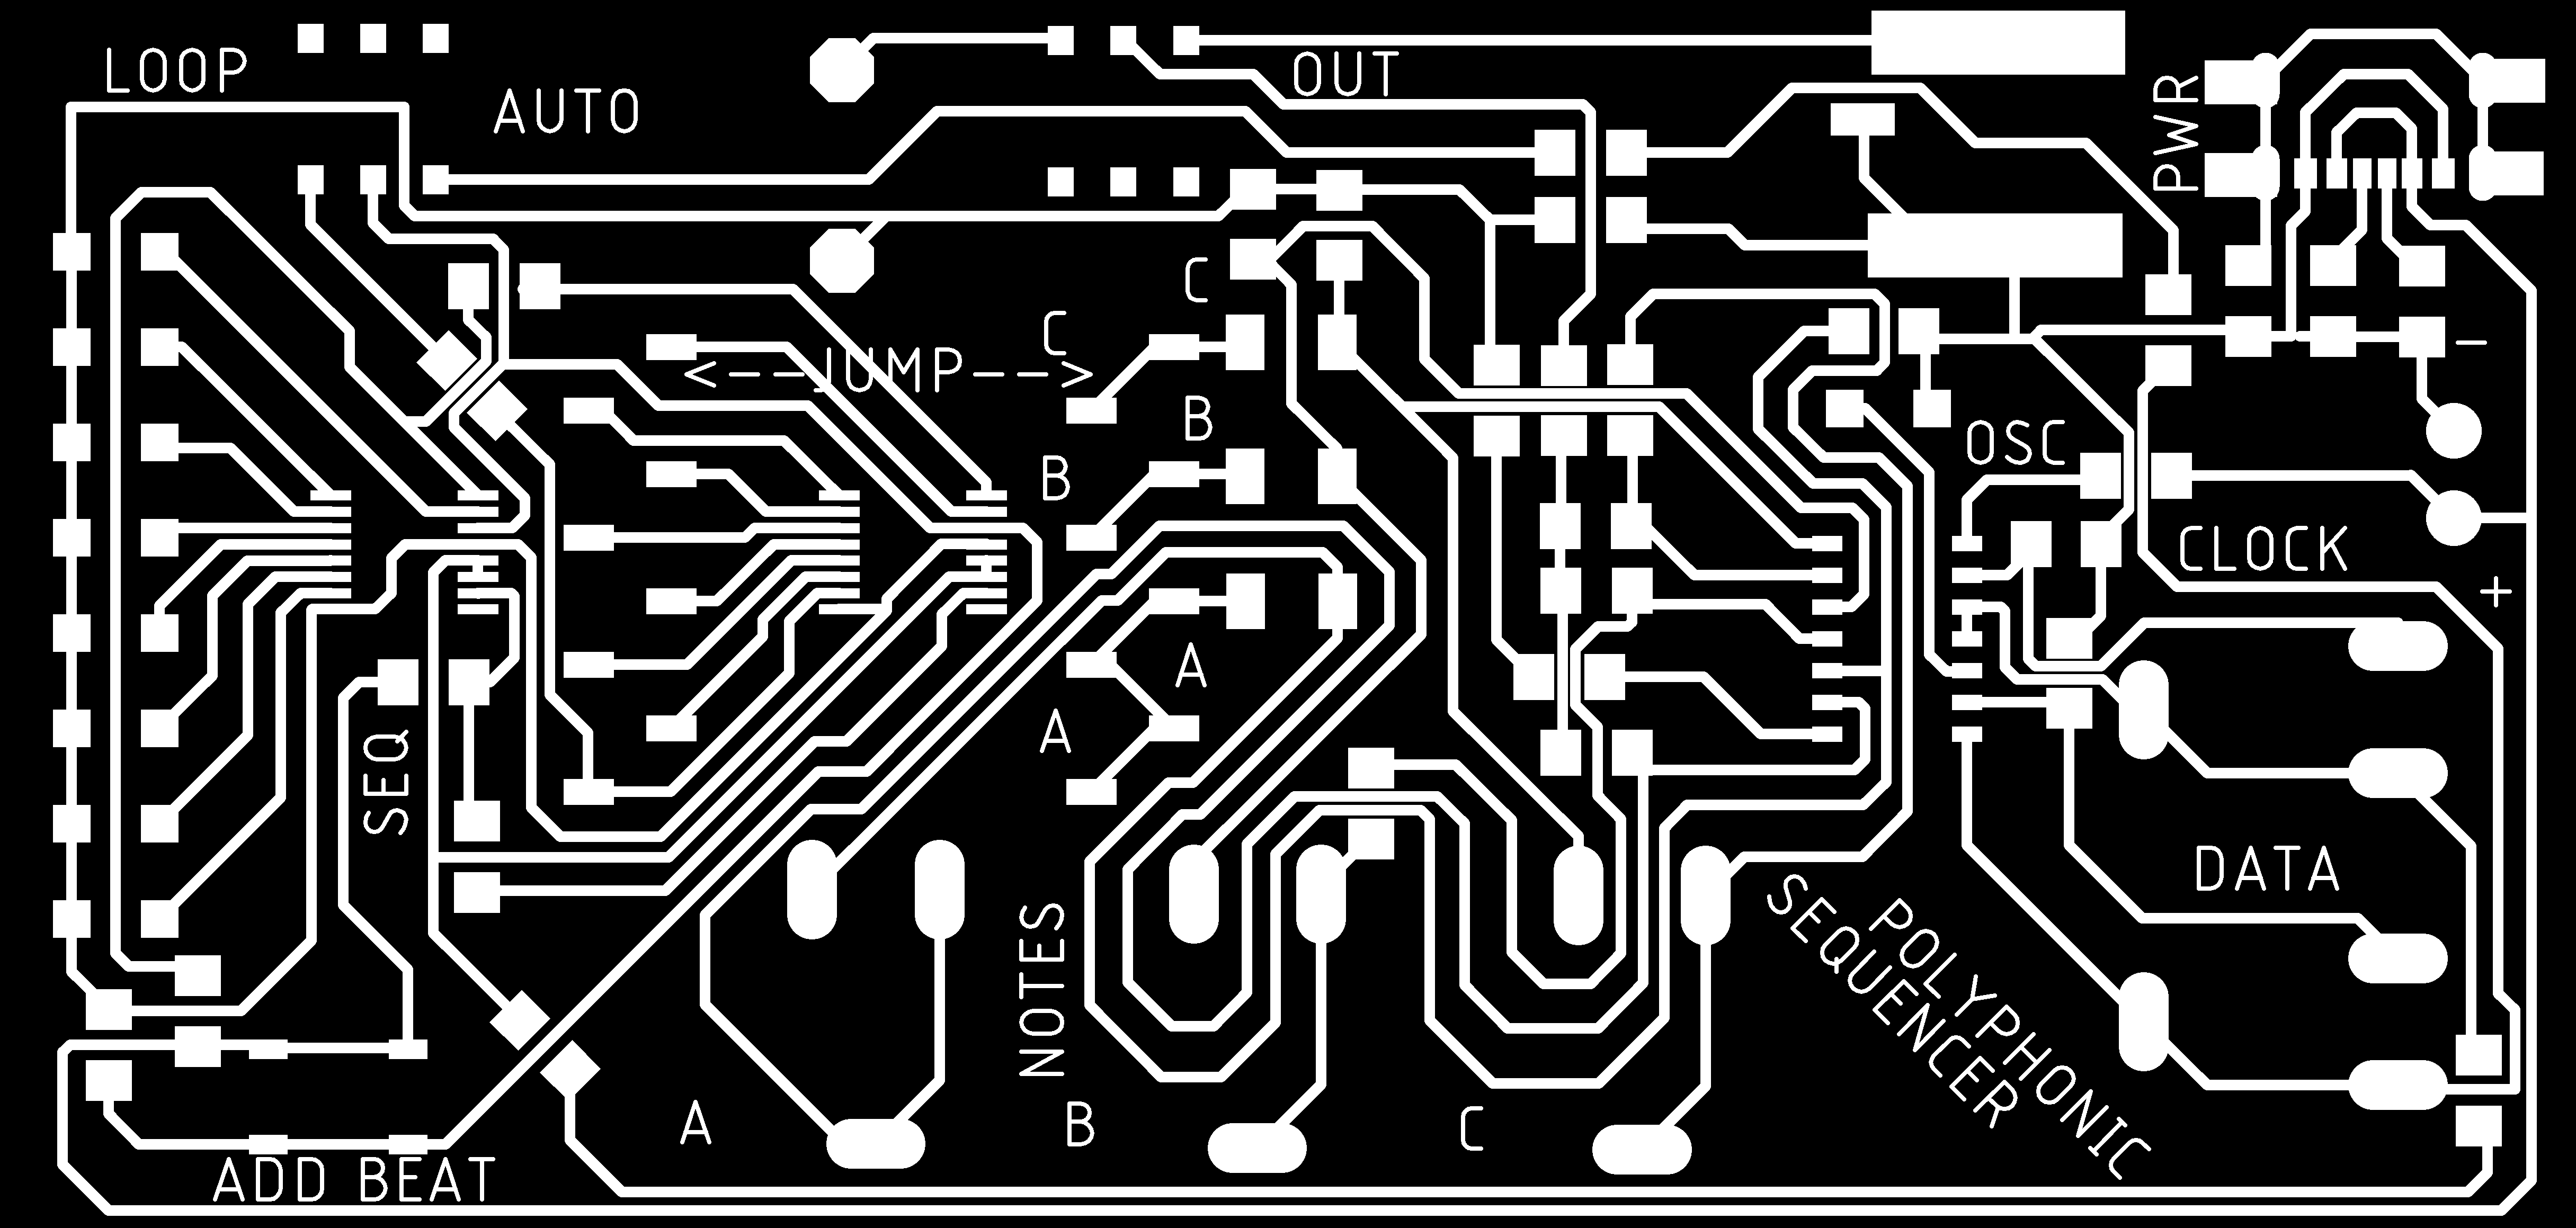 LOOP
AUTO
OUT
PWR
C
C
<--JUMP-->
-
B
B
OSC
CLOCK
+
A
A
SEQ
DATA
NOTES
POLYPHONIC
SEQUENCER
A
B
C
ADD BEAT